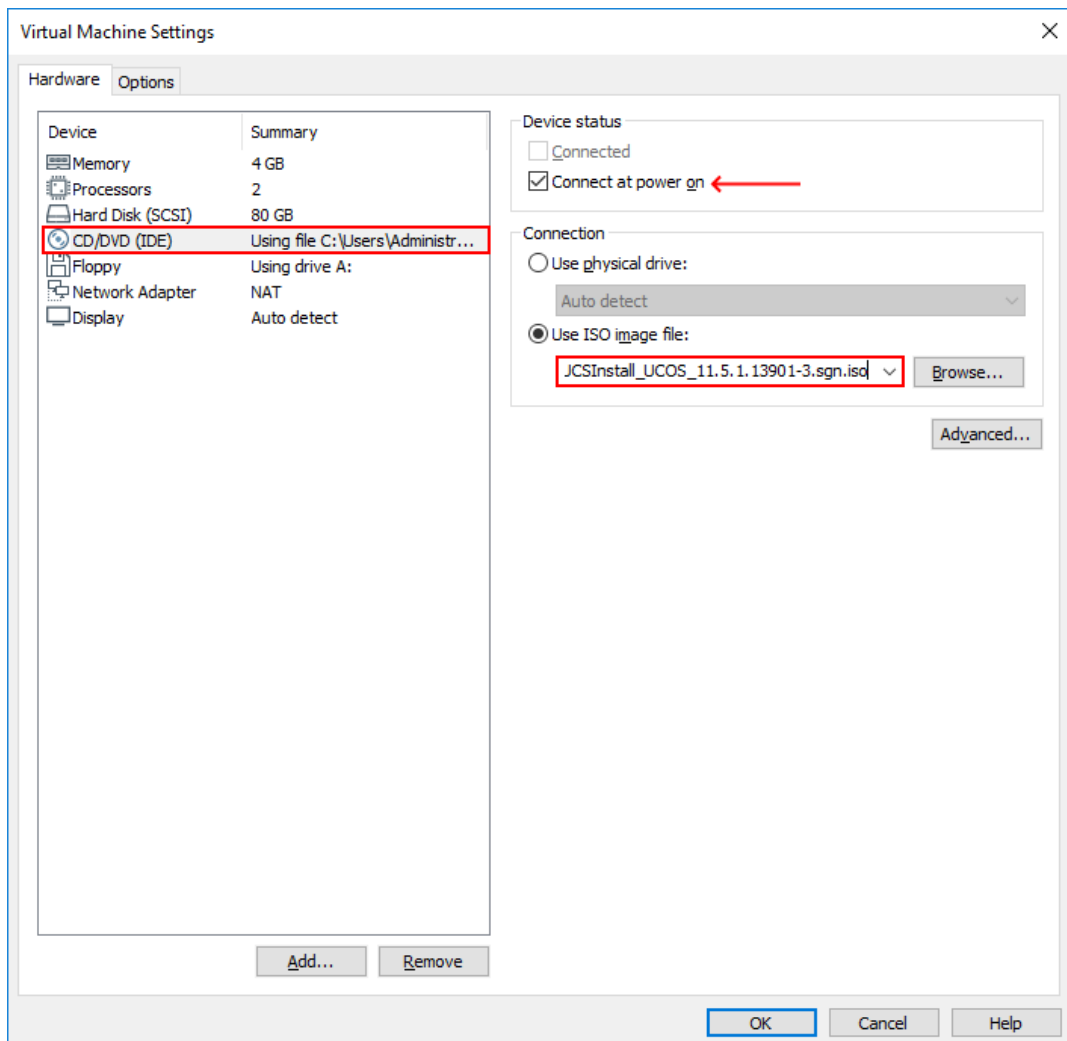 Virtual Machine Settings
Hardware
Options
Device Summary
Memory 4 GB
Processors 2
Hard Disk (SCSI) 80 GB
CD/DVD (IDE) Using file C:\Users\Administr...
Floppy Using drive A:
Network Adapter NAT
Display Auto detect
Add...
Remove
Device status
Connected
Connect at power on
Connection
Use physical drive:
Auto detect
Use ISO image file:
JCSInstall_UCOS_11.5.1.13901-3.sgn.iso
Browse...
Advanced...
OK
Cancel
Help